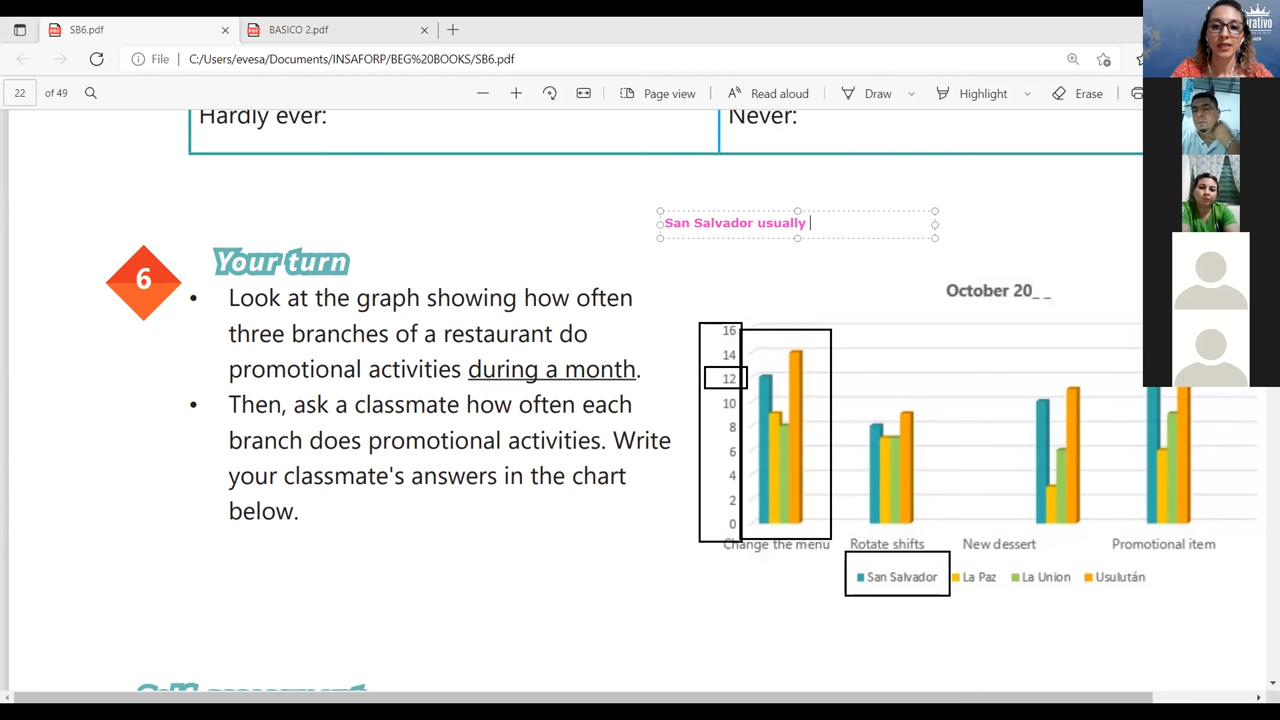 SB6.pdf
BASICO 2.pdf
File
C:/Users/evesa/Documents/INSAFORP/BEG%20BOOKS/SB6.pdf
22 of 49
Page view
Read aloud
Draw
Highlight
Erase
Hardly ever:
Never:
San Salvador usually
6
Your turn
• Look at the graph showing how often
three branches of a restaurant do
promotional activities during a month.
• Then, ask a classmate how often each
branch does promotional activities. Write
your classmate's answers in the chart
below.
October 20_ _
16
14
12
10
8
6
4
2
0
Change the menu
Rotate shifts
New dessert
Promotional item
San Salvador
La Paz
La Union
Usulután